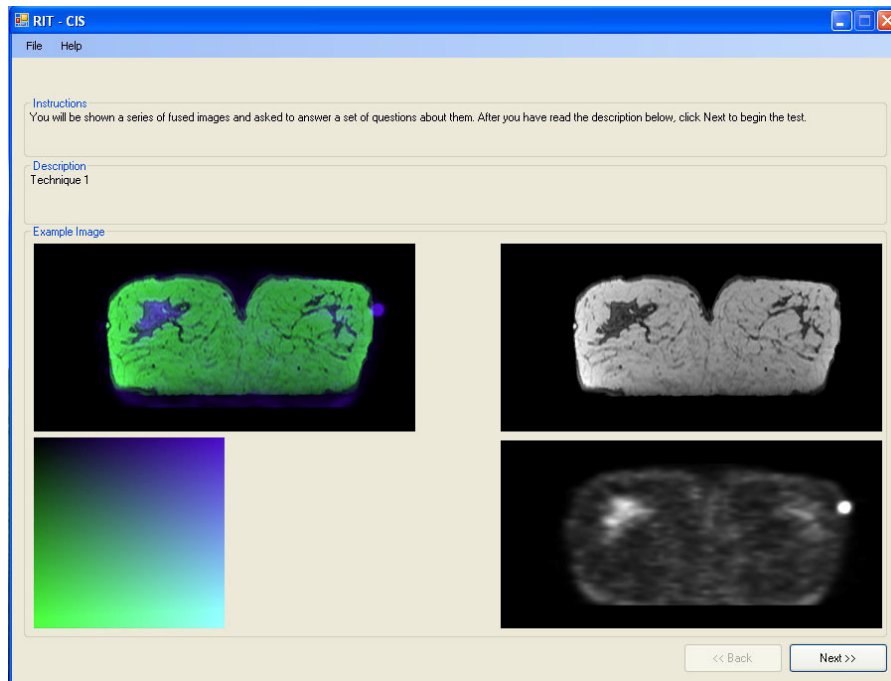 RIT - CIS
File Help
Instructions
You will be shown a series of fused images and asked to answer a set of questions about them. After you have read the description below, click Next to begin the test.
Description
Technique 1
Example Image
<< Back Next >>